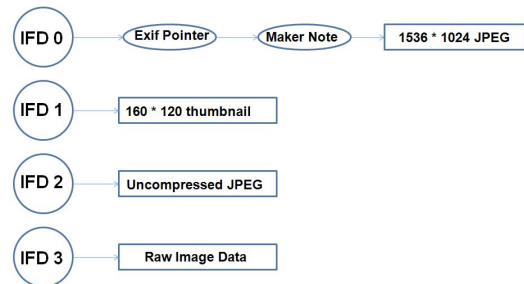 IFD 0
Exif Pointer
Maker Note
1536 * 1024 JPEG
IFD 1
160 * 120 thumbnail
IFD 2
Uncompressed JPEG
IFD 3
Raw Image Data